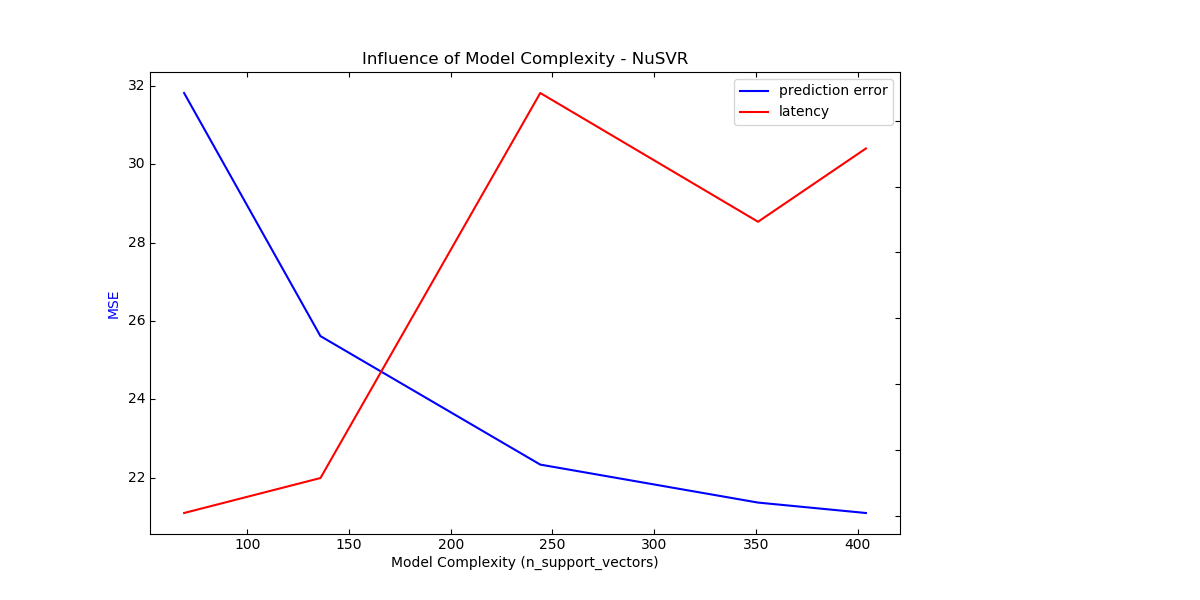 Influence of Model Complexity - NuSVR
prediction error
latency
32
30
28
26
24
22
MSE
100 150 200 250 300 350 400
Model Complexity (n_support_vectors)